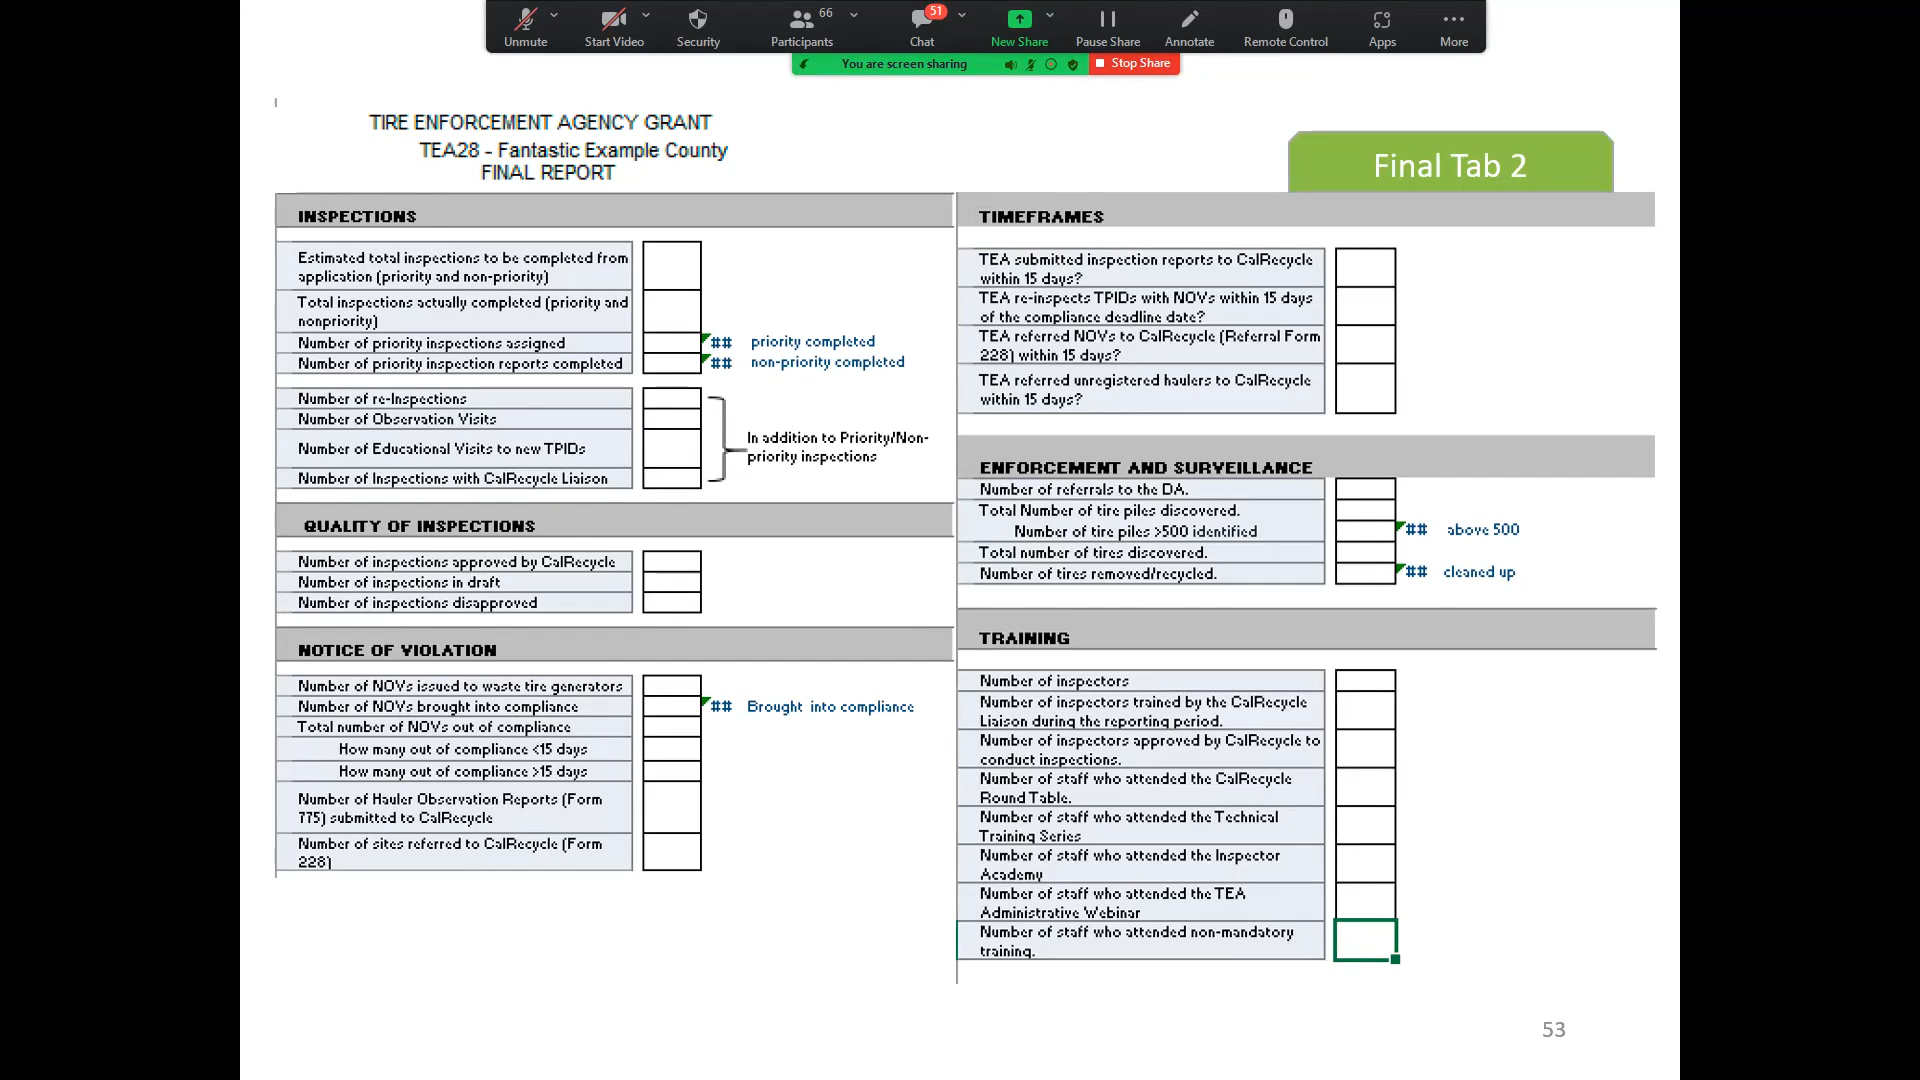 66
51
Unmute
Start Video
Security
Participants
Chat
New Share
Pause Share
Annotate
Remote Control
Apps
More
You are screen sharing
Stop Share
TIRE ENFORCEMENT AGENCY GRANT
TEA28 - Fantastic Example County
FINAL REPORT
Final Tab 2
INSPECTIONS
Estimated total inspections to be completed from
application (priority and non-priority)
Total inspections actually completed (priority and
nonpriority)
Number of priority inspections assigned
## priority completed
Number of priority inspection reports completed
## non-priority completed
Number of re-Inspections
Number of Observation Visits
Number of Educational Visits to new TPIDs
Number of Inspections with CalRecycle Liaison
In addition to Priority/Non-
priority inspections
QUALITY OF INSPECTIONS
Number of inspections approved by CalRecycle
Number of inspections in draft
Number of inspections disapproved
NOTICE OF VIOLATION
Number of NOVs issued to waste tire generators
Number of NOVs brought into compliance
## Brought into compliance
Total number of NOVs out of compliance
How many out of compliance <15 days
How many out of compliance >15 days
Number of Hauler Observation Reports (Form
775) submitted to CalRecycle
Number of sites referred to CalRecycle (Form
228)
TIMEFRAMES
TEA submitted inspection reports to CalRecycle
within 15 days?
TEA re-inspects TPIDs with NOVs within 15 days
of the compliance deadline date?
TEA referred NOVs to CalRecycle (Referral Form
228) within 15 days?
TEA referred unregistered haulers to CalRecycle
within 15 days?
ENFORCEMENT AND SURVEILLANCE
Number of referrals to the DA.
Total Number of tire piles discovered.
Number of tire piles >500 identified
## above 500
Total number of tires discovered.
Number of tires removed/recycled.
## cleaned up
TRAINING
Number of inspectors
Number of inspectors trained by the CalRecycle
Liaison during the reporting period.
Number of inspectors approved by CalRecycle to
conduct inspections.
Number of staff who attended the CalRecycle
Round Table.
Number of staff who attended the Technical
Training Series
Number of staff who attended the Inspector
Academy
Number of staff who attended the TEA
Administrative Webinar
Number of staff who attended non-mandatory
training.
53